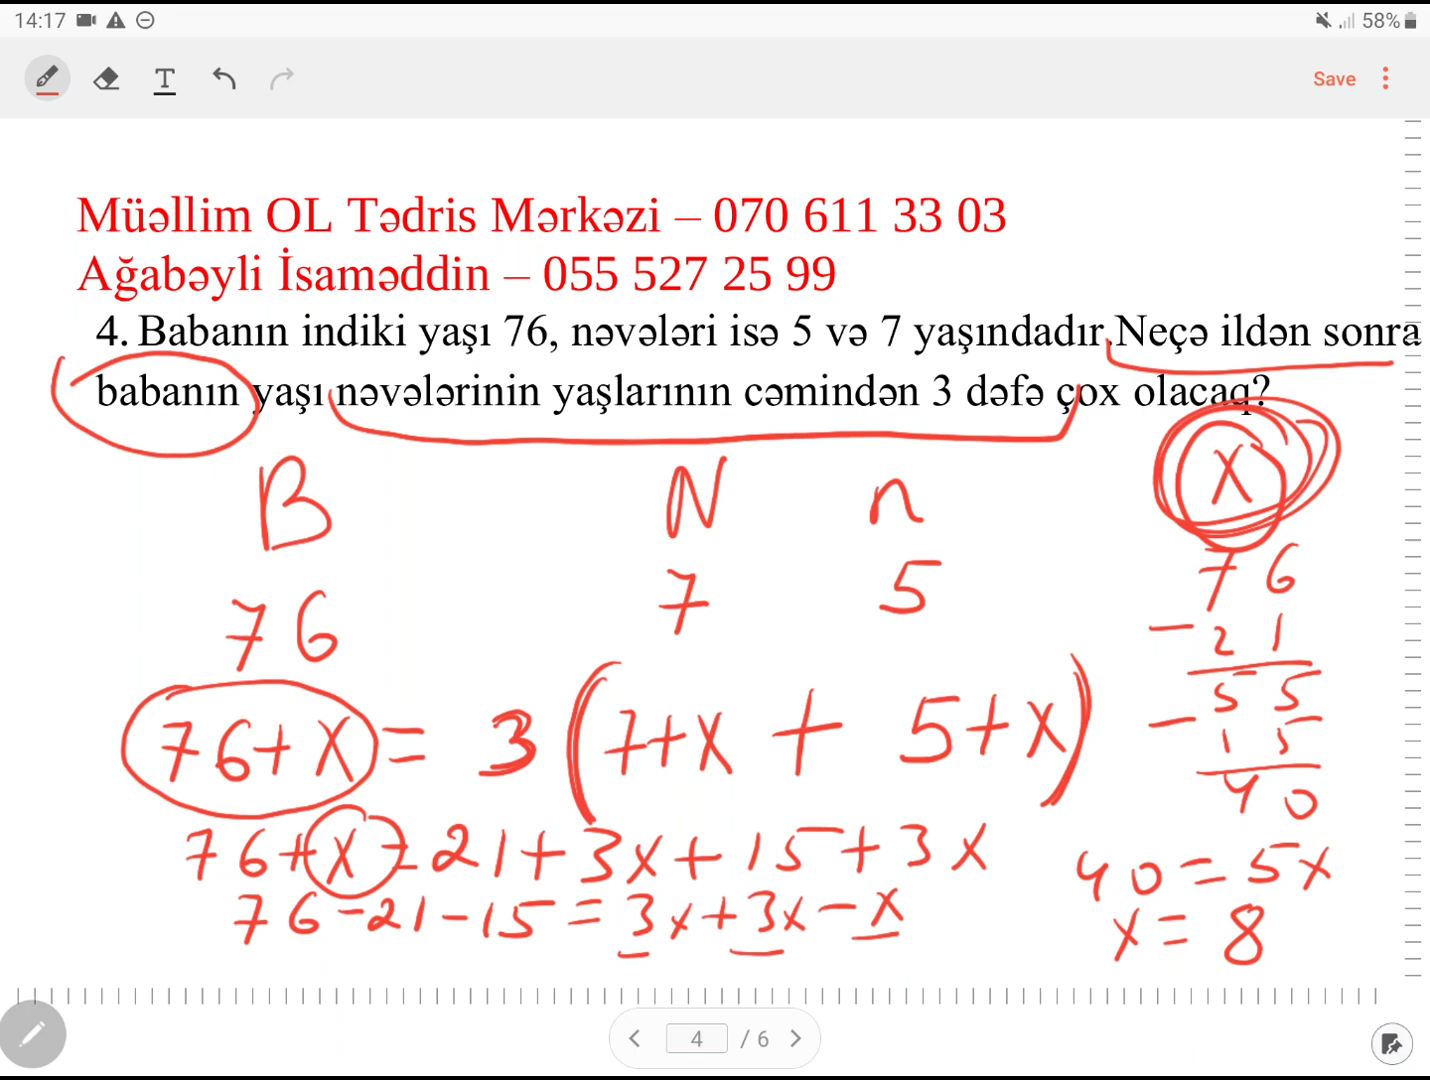 14:17 58%
T Save
Müəllim OL Tədris Mərkəzi – 070 611 33 03
Ağabəyli İsaməddin – 055 527 25 99
4. Babanın indiki yaşı 76, nəvələri isə 5 və 7 yaşındadır.Neçə ildən sonra
babanın yaşı nəvələrinin yaşlarının cəmindən 3 dəfə çox olacaq?
B N n x
76 7 5
76+x = 3(7+x + 5+x)
76+x=21+3x+15+3x
76-21-15=3x+3x-x
76
-21
55
-15
40
40=5x
x=8
4 / 6